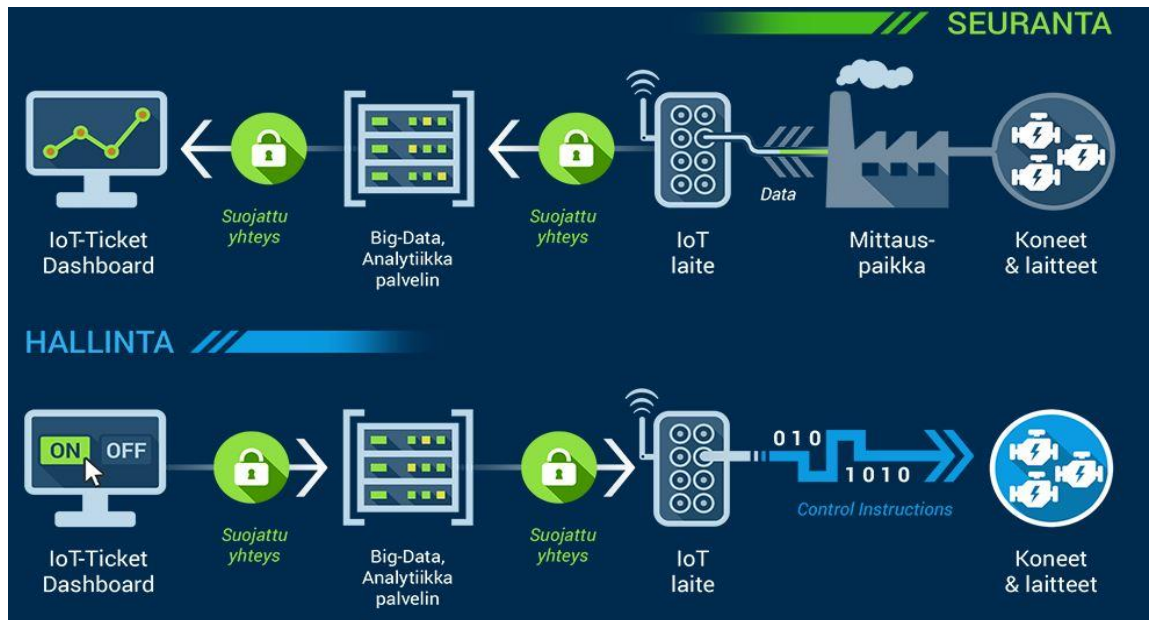 SEURANTA
Suojattu
yhteys
Suojattu
yhteys
Data
IoT-Ticket
Dashboard
Big-Data,
Analytiikka
palvelin
IoT
laite
Mittaus-
paikka
Koneet
& laitteet
HALLINTA
ON OFF
010
1010
Control Instructions
Suojattu
yhteys
Suojattu
yhteys
IoT-Ticket
Dashboard
Big-Data,
Analytiikka
palvelin
IoT
laite
Koneet
& laitteet